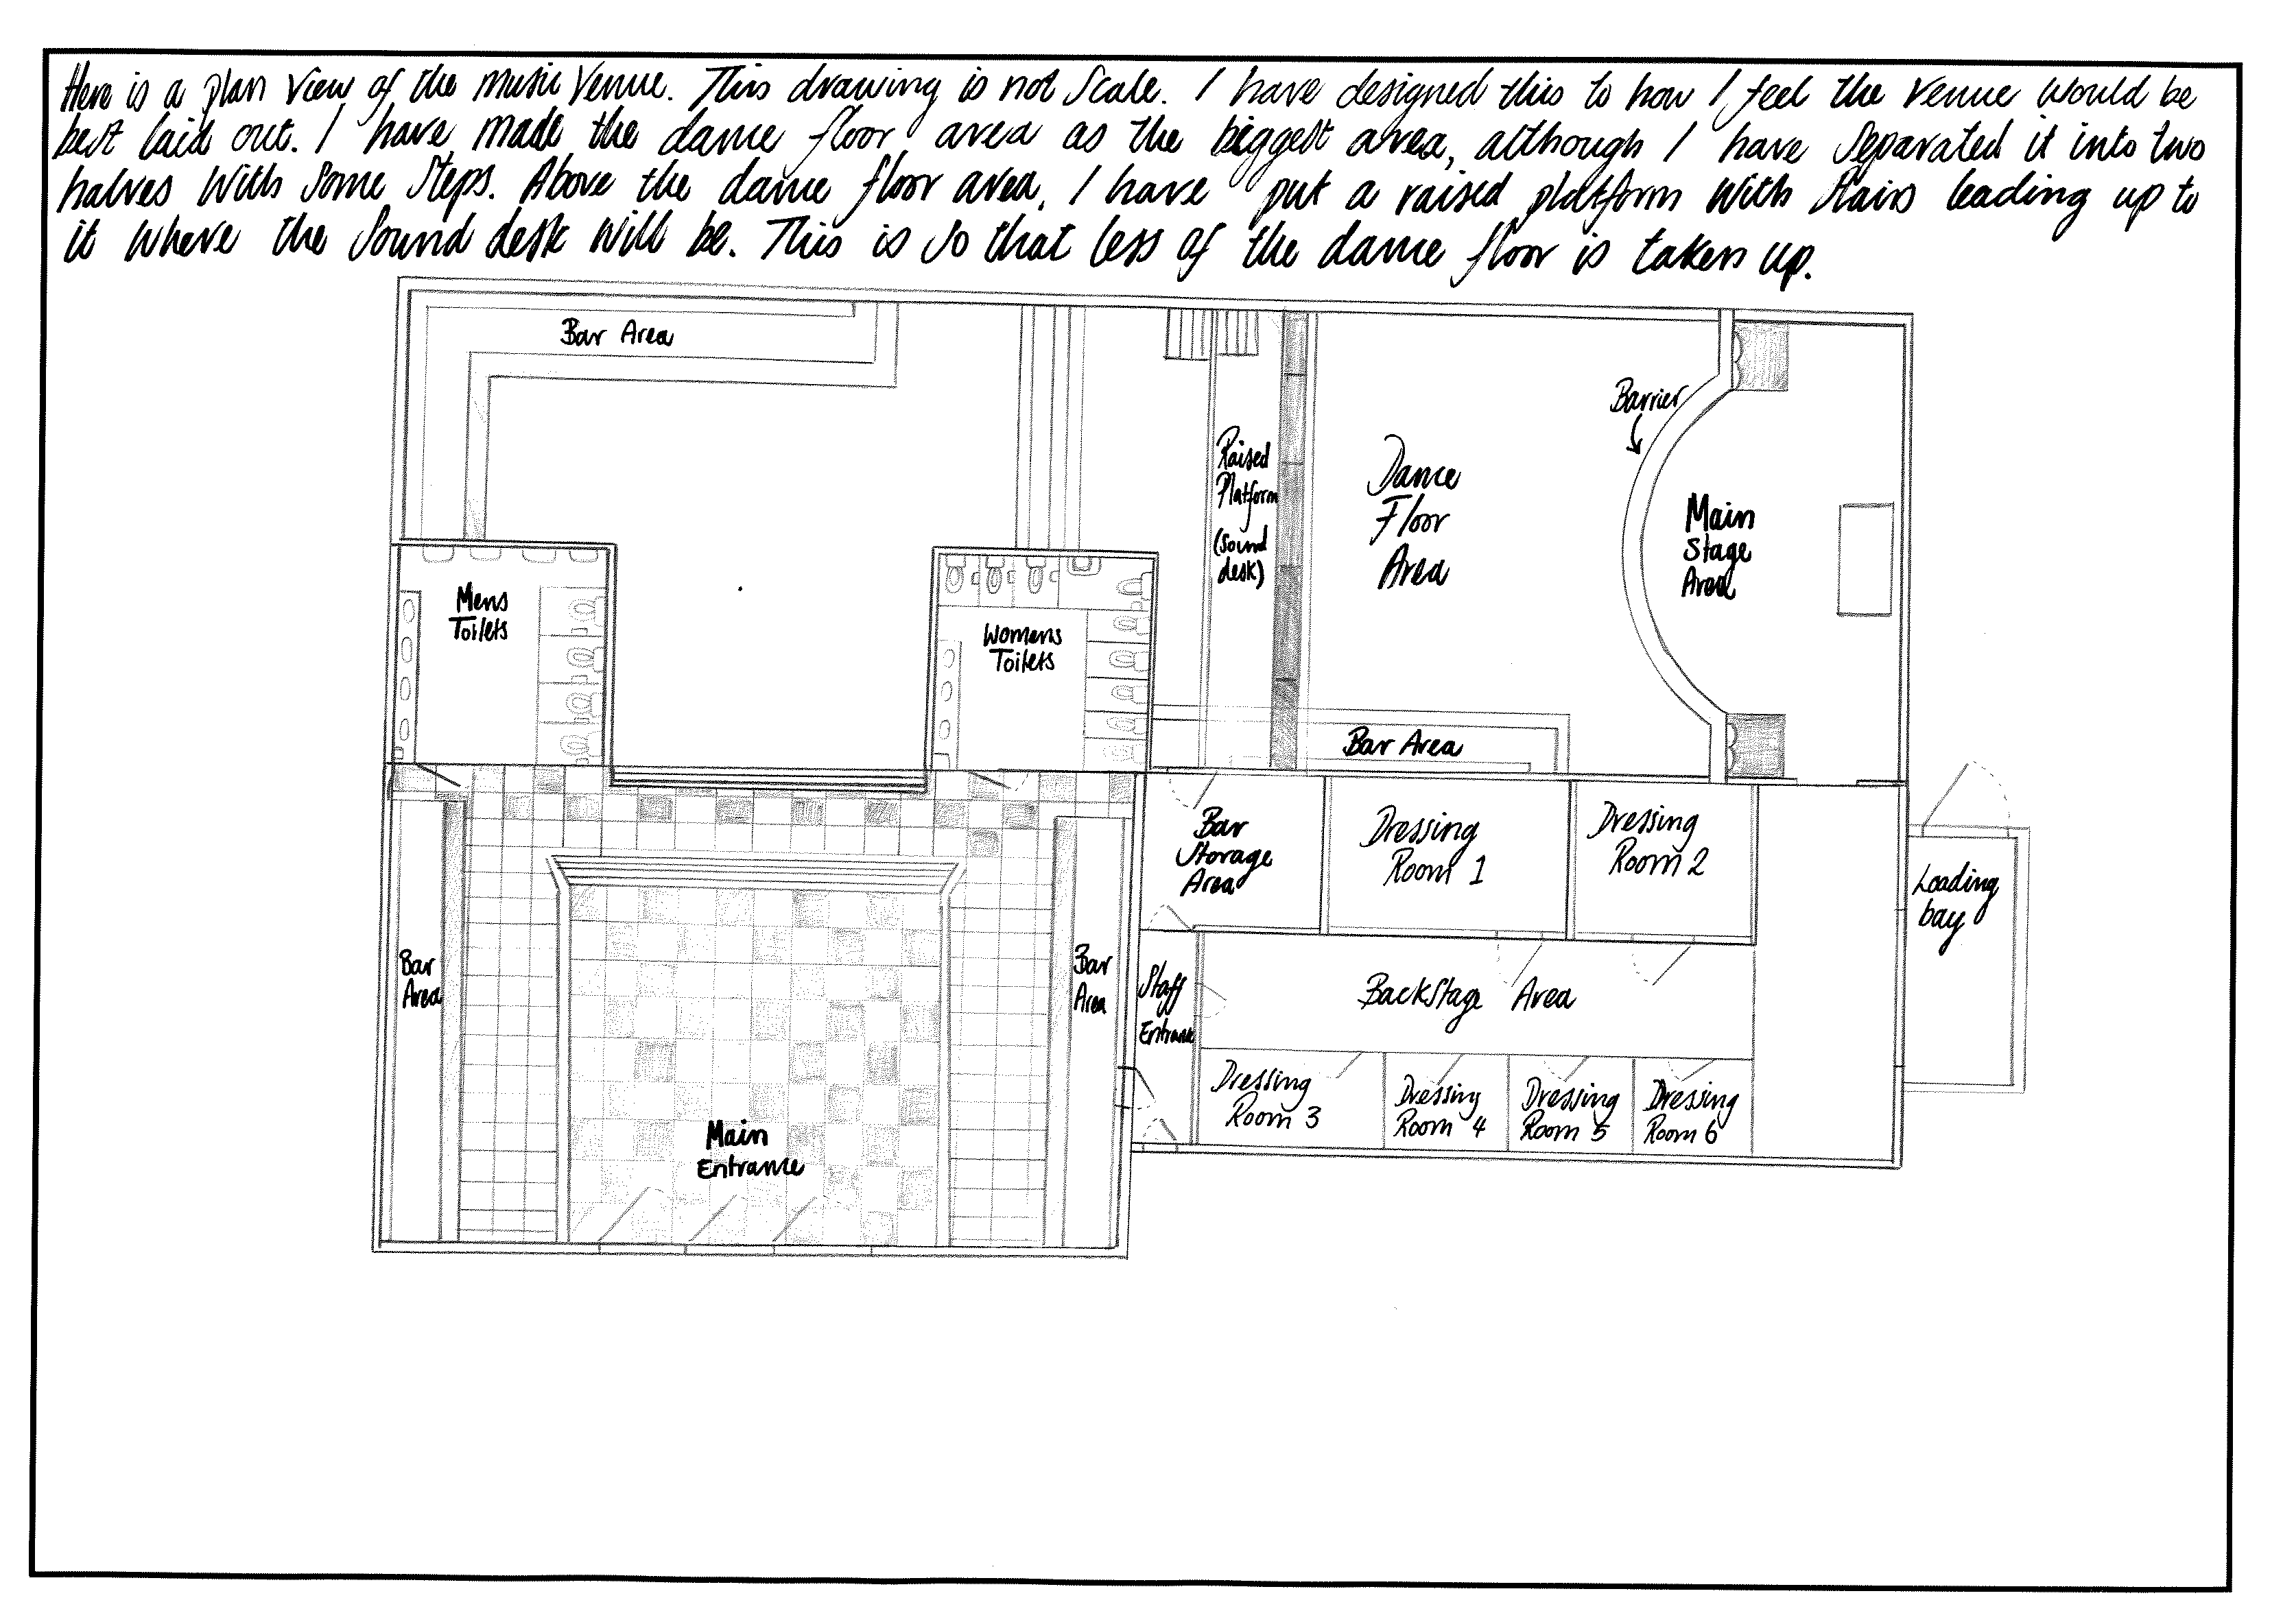 Here is a plan view of the music venue. This drawing is not scale. I have designed this to how I feel the venue would be
best laid out. I have made the dance floor area as the biggest area, although I have separated it into two
halves with some steps. Above the dance floor area, I have put a raised platform with stairs leading up to
it where the sound desk will be. This is so that less of the dance floor is taken up.
Bar Area
Barrier
Raised
Platform
(Sound
desk)
Dance
Floor
Area
Main
Stage
Area
Mens
Toilets
Womens
Toilets
Bar Area
Bar
Storage
Area
Dressing
Room 1
Dressing
Room 2
Loading
bay
Bar
Area
Bar
Area
Staff
Entrance
Backstage Area
Dressing
Room 3
Dressing
Room 4
Dressing
Room 5
Dressing
Room 6
Main
Entrance